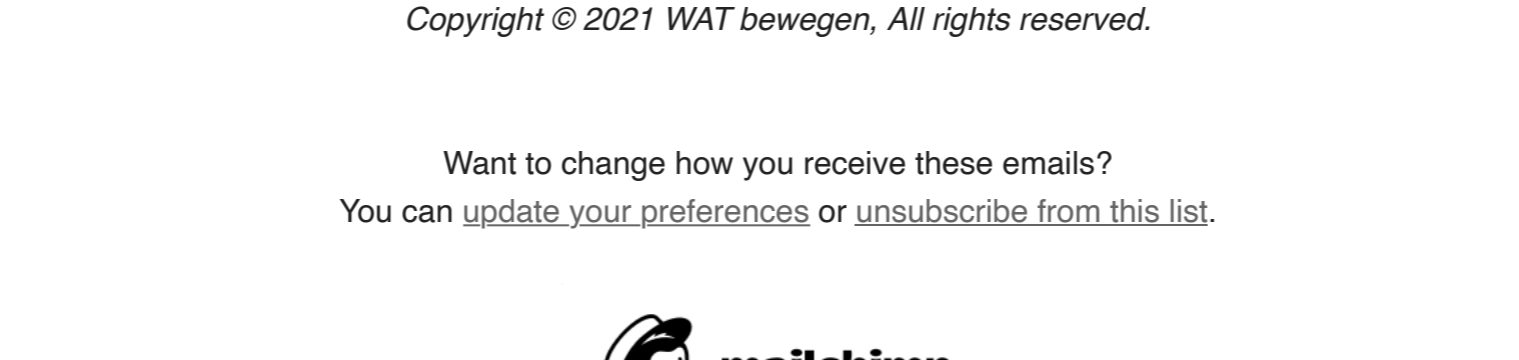 Copyright © 2021 WAT bewegen, All rights reserved.
Want to change how you receive these emails?
You can update your preferences or unsubscribe from this list.
mailchimp